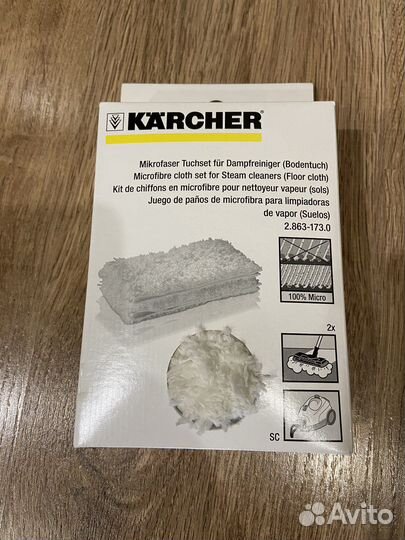 KÄRCHER®
Mikrofaser Tuchset für Dampfreiniger (Bodentuch)
Microfibre cloth set for Steam cleaners (Floor cloth)
Kit de chiffons en microfibre pour nettoyeur vapeur (sols)
Juego de paños de microfibra para limpiadoras
de vapor (Suelos)
2.863-173.0
100% Micro
2x
SC
Avito